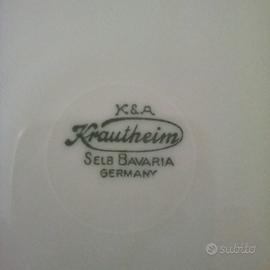 K&A
Krautheim
SELB BAVARIA
GERMANY
subito